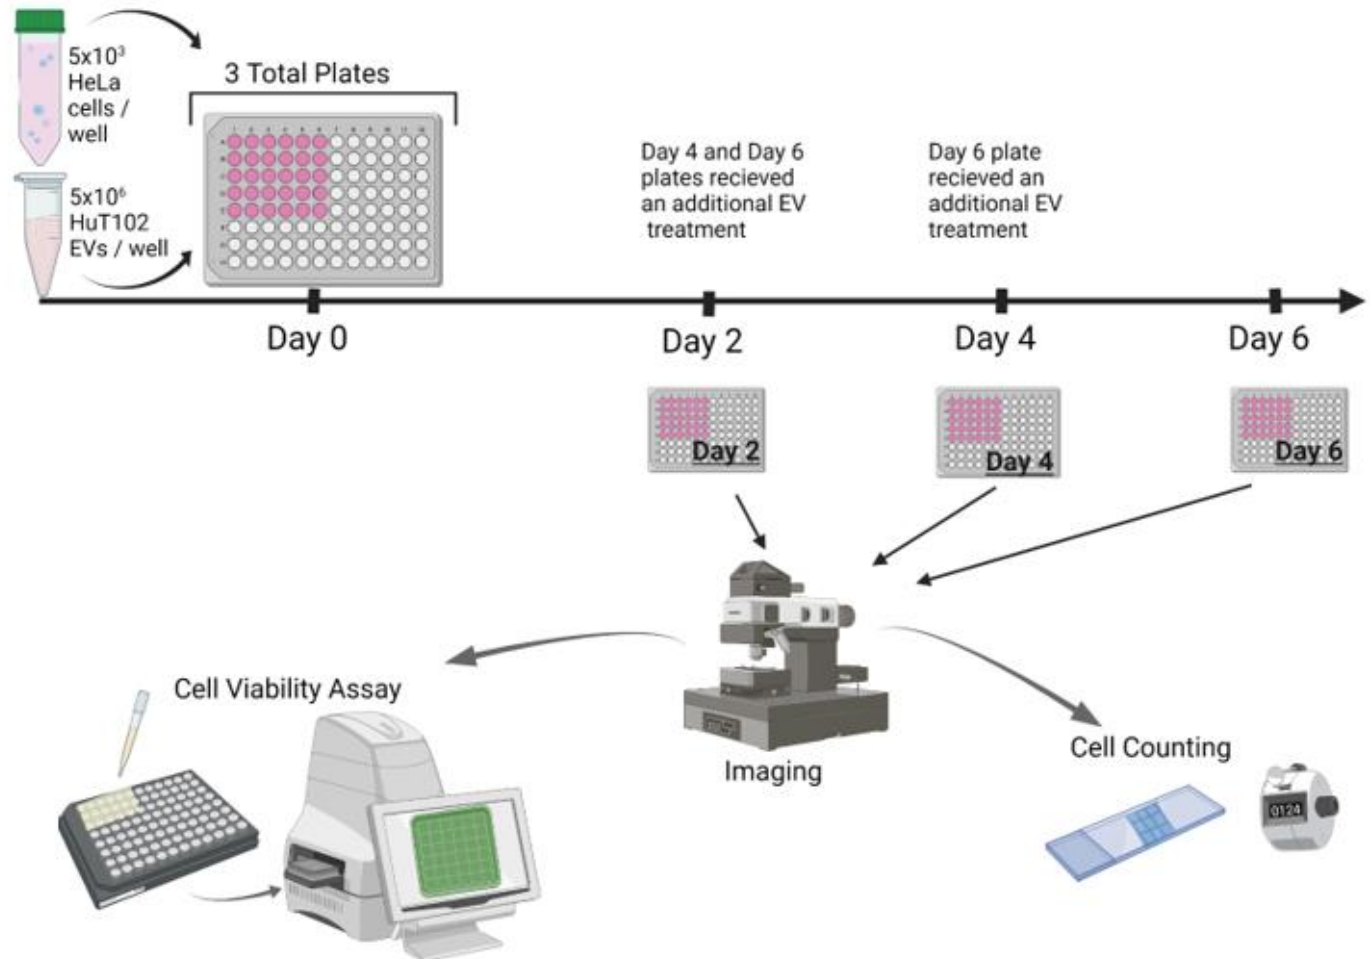 5x10³
HeLa
cells /
well
3 Total Plates
5x10⁶
HuT102
EVs / well
Day 4 and Day 6
plates recieved
an additional EV
treatment
Day 6 plate
recieved an
additional EV
treatment
Day 0
Day 2
Day 4
Day 6
Day 2
Day 4
Day 6
Cell Viability Assay
Imaging
Cell Counting
0124